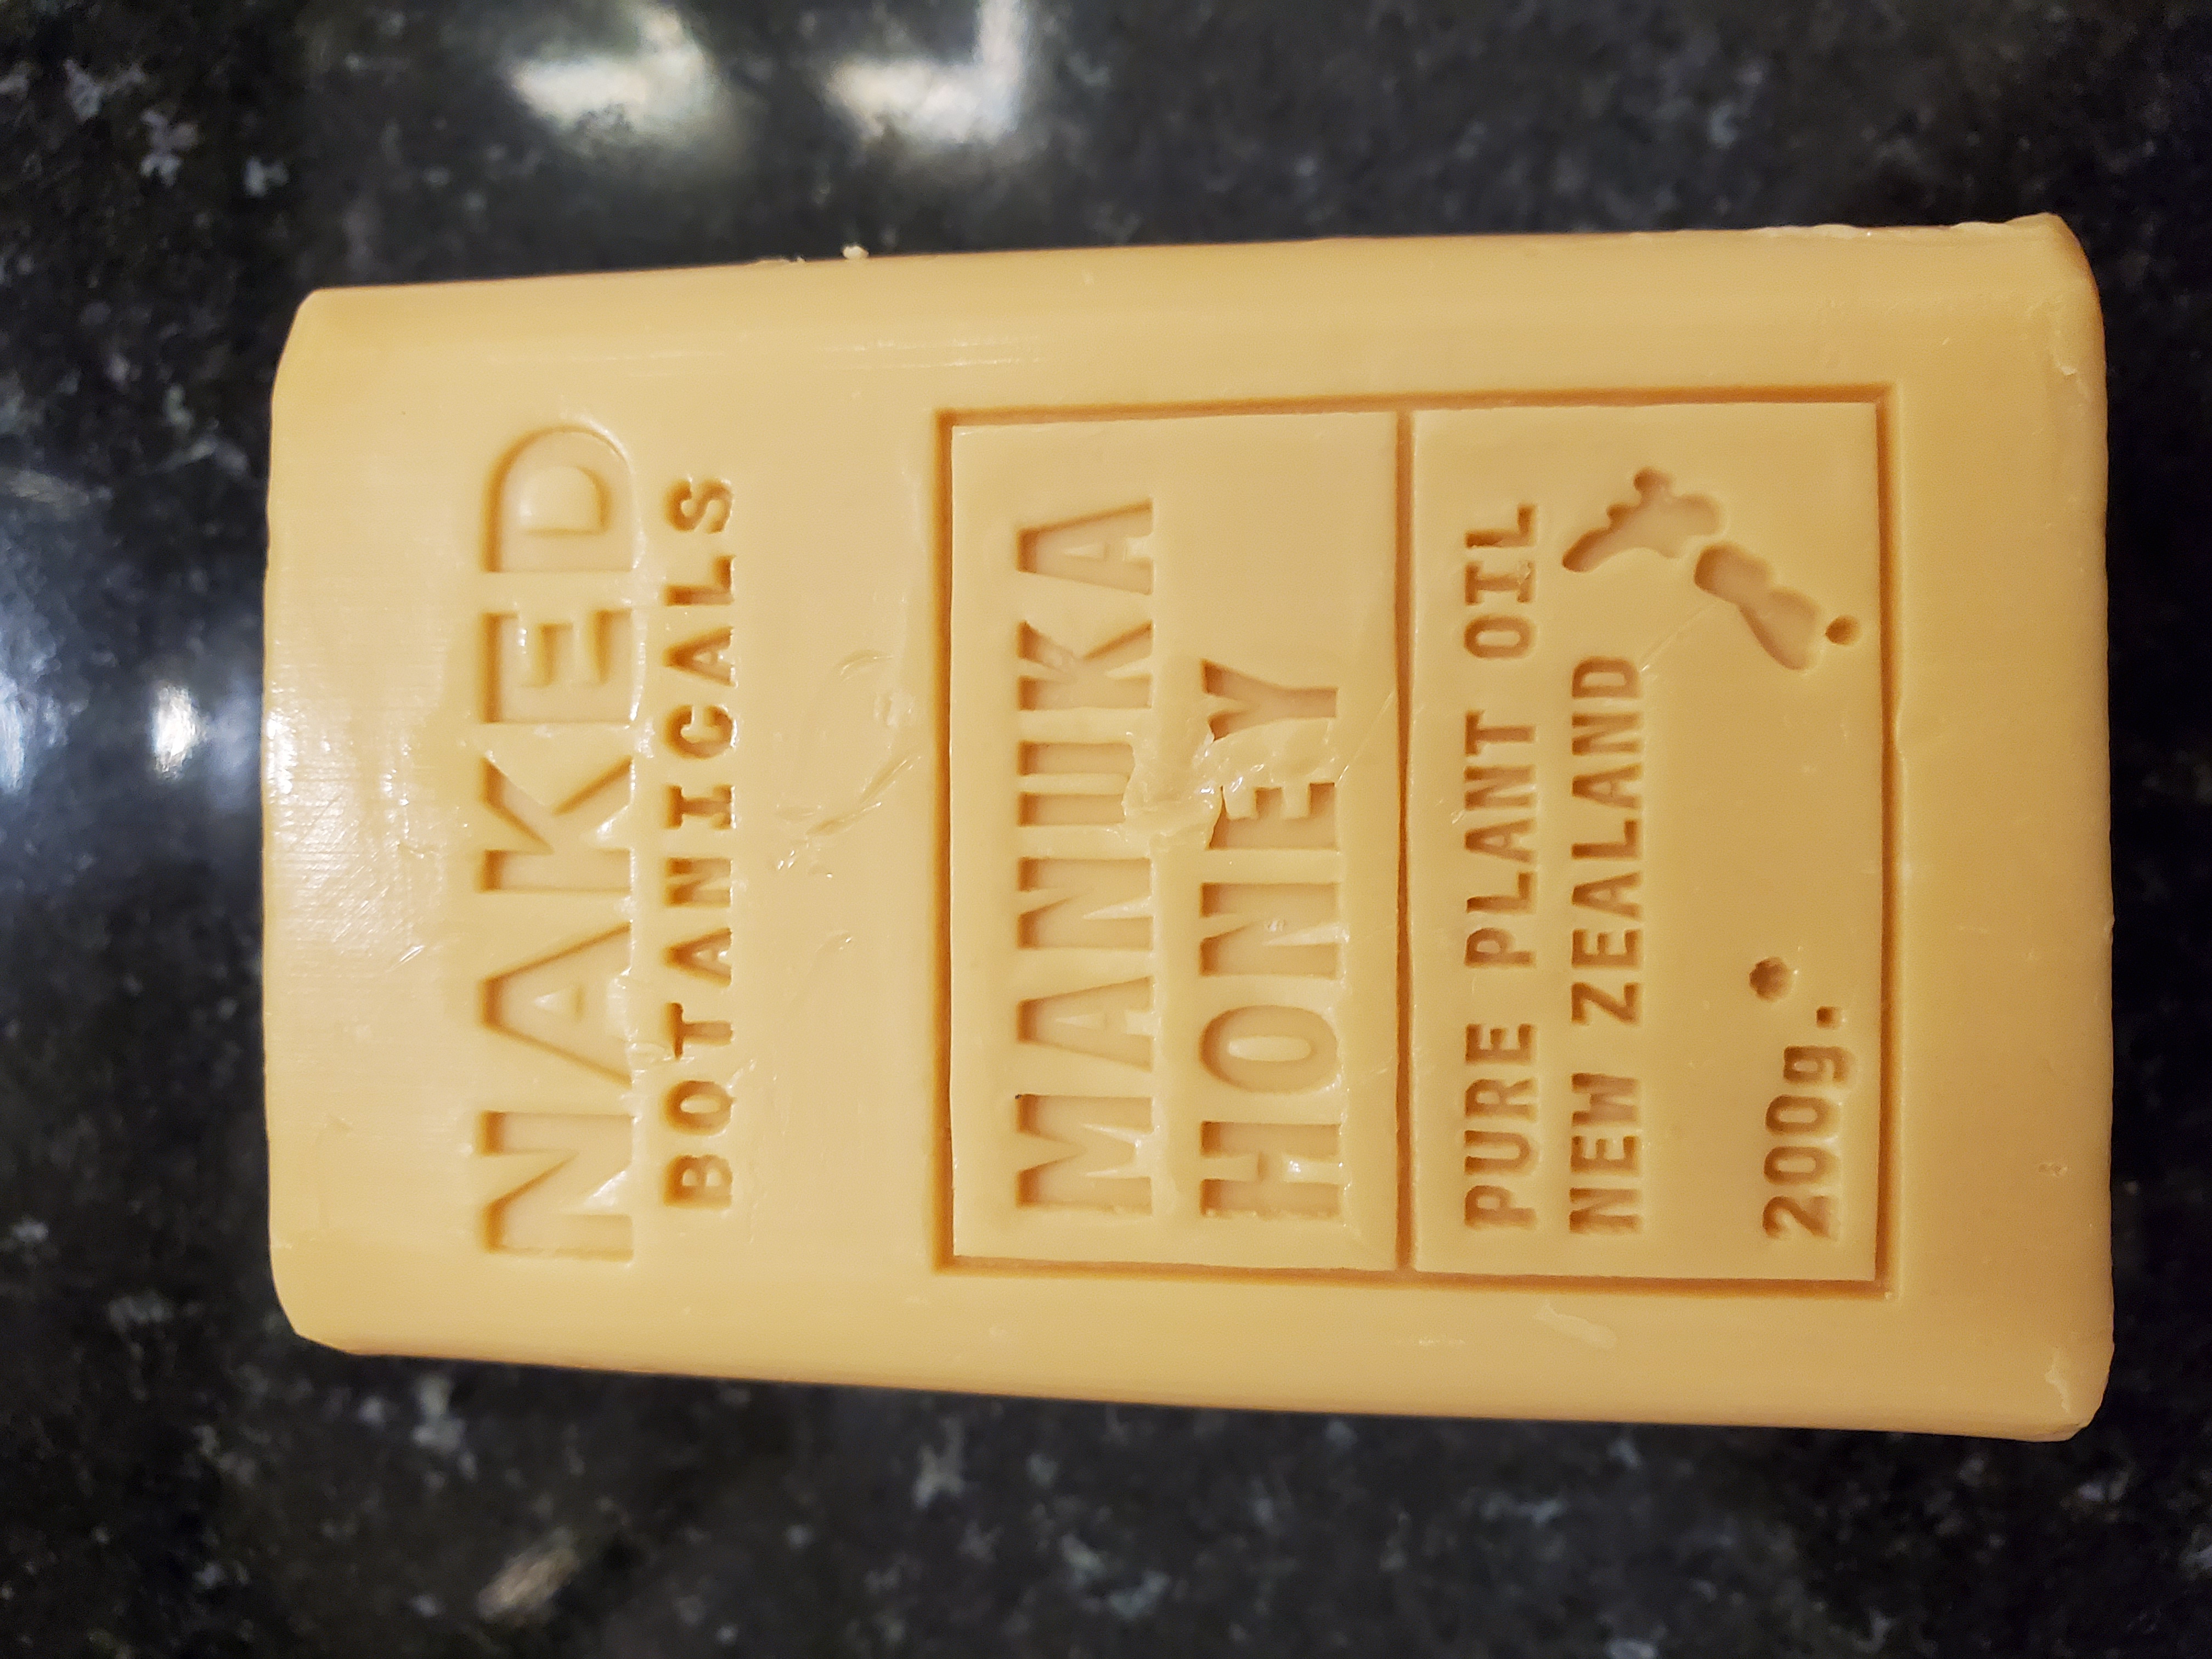 NAKED
BOTANICALS
MANUKA
HONEY
PURE PLANT OIL
NEW ZEALAND
200g.